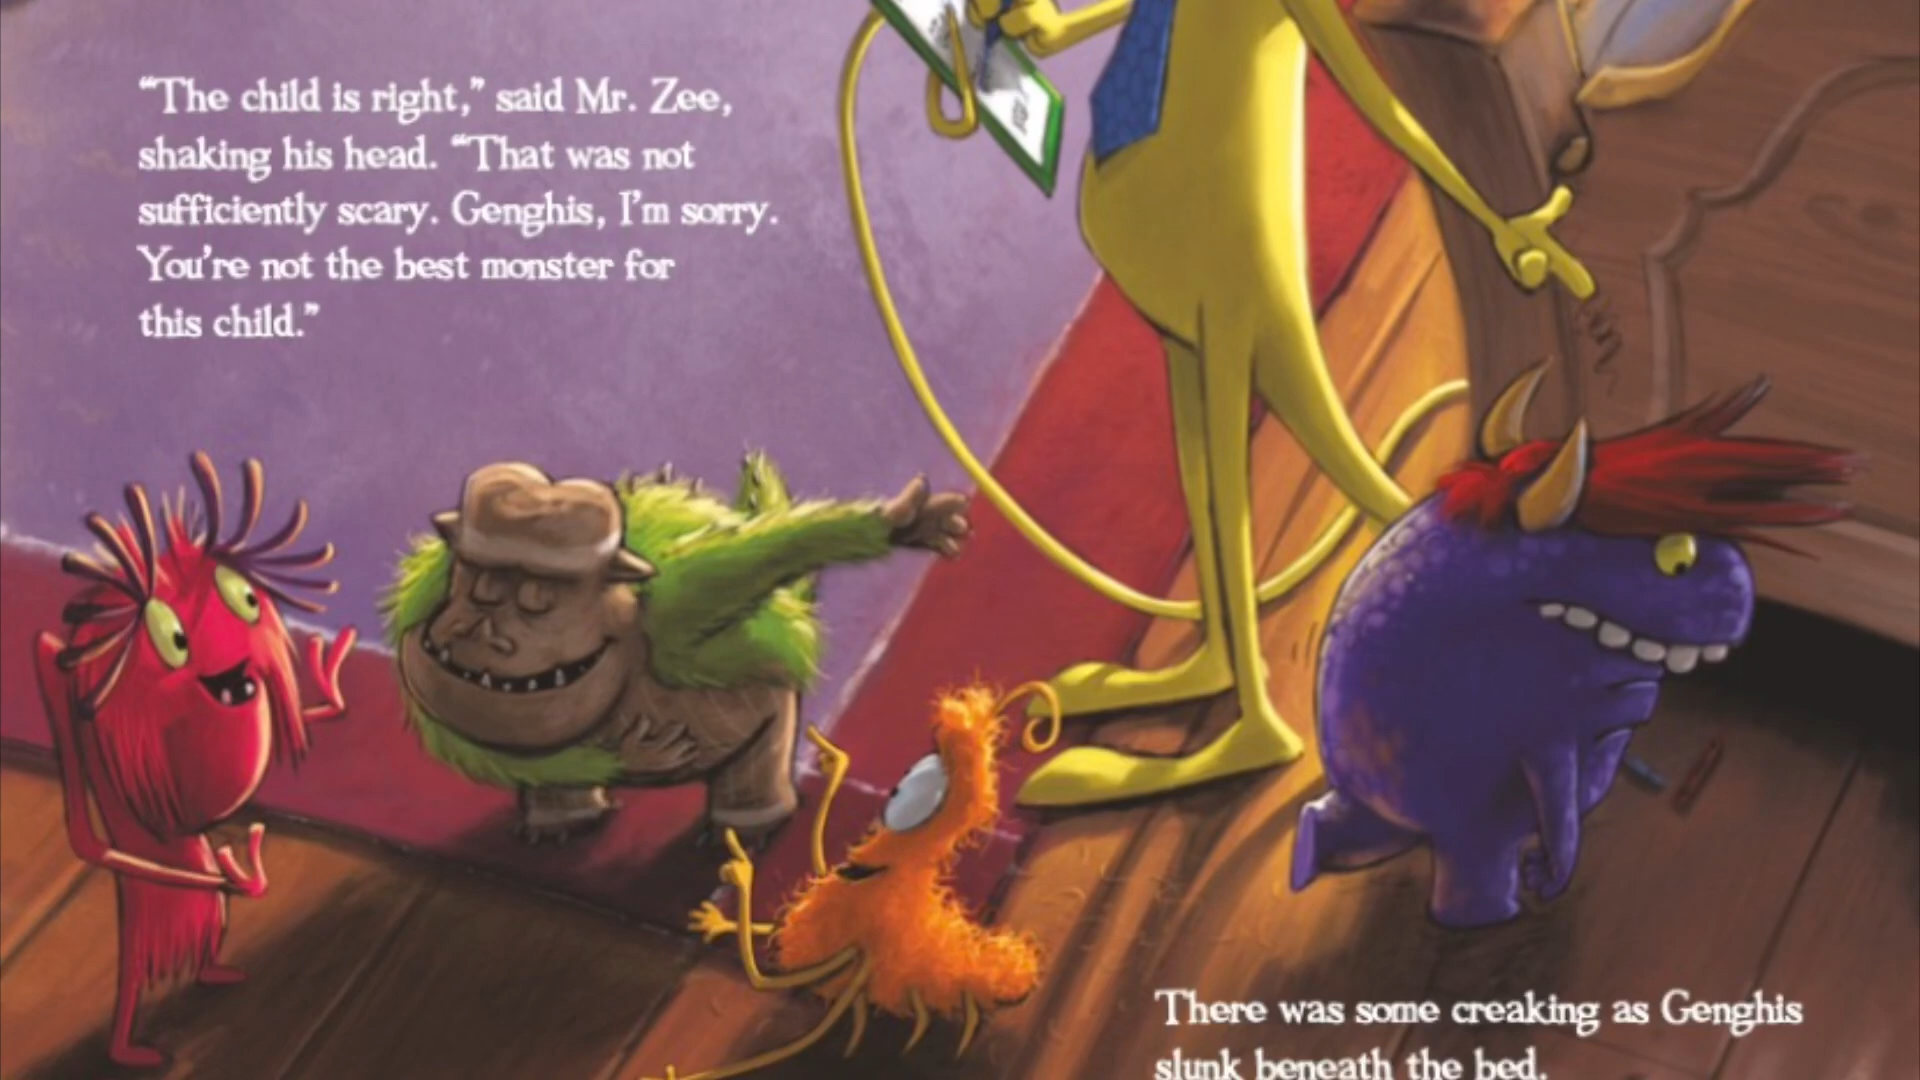 “The child is right,” said Mr. Zee,
shaking his head. “That was not
sufficiently scary. Genghis, I’m sorry.
You’re not the best monster for
this child.”
There was some creaking as Genghis
slunk beneath the bed.